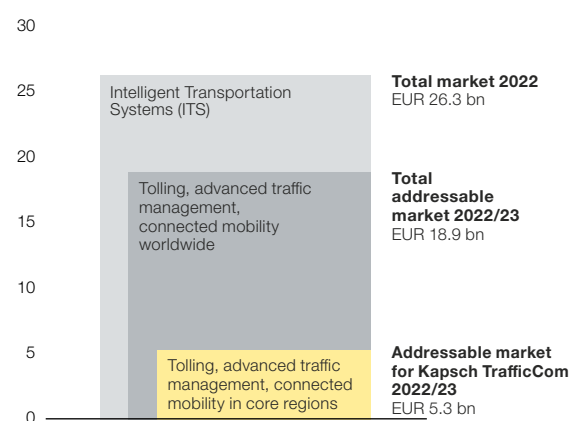 30
25
20
15
10
5
0
Intelligent Transportation
Systems (ITS)
Total market 2022
EUR 26.3 bn
Tolling, advanced traffic
management,
connected mobility
worldwide
Total
addressable
market 2022/23
EUR 18.9 bn
Tolling, advanced traffic
management, connected
mobility in core regions
Addressable market
for Kapsch TrafficCom
2022/23
EUR 5.3 bn